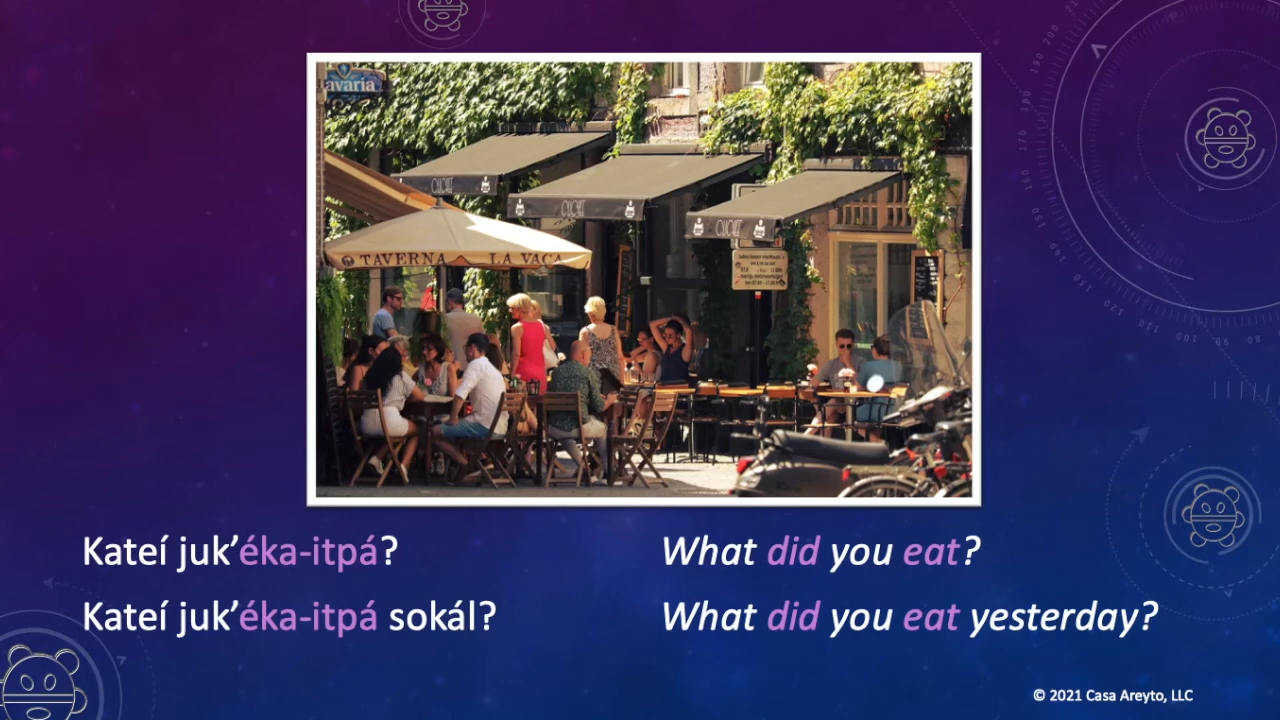 avaria
TAVERNA LA VACA
Kateí juk’éka-itpá?
What did you eat?
Kateí juk’éka-itpá sokál?
What did you eat yesterday?
© 2021 Casa Areyto, LLC